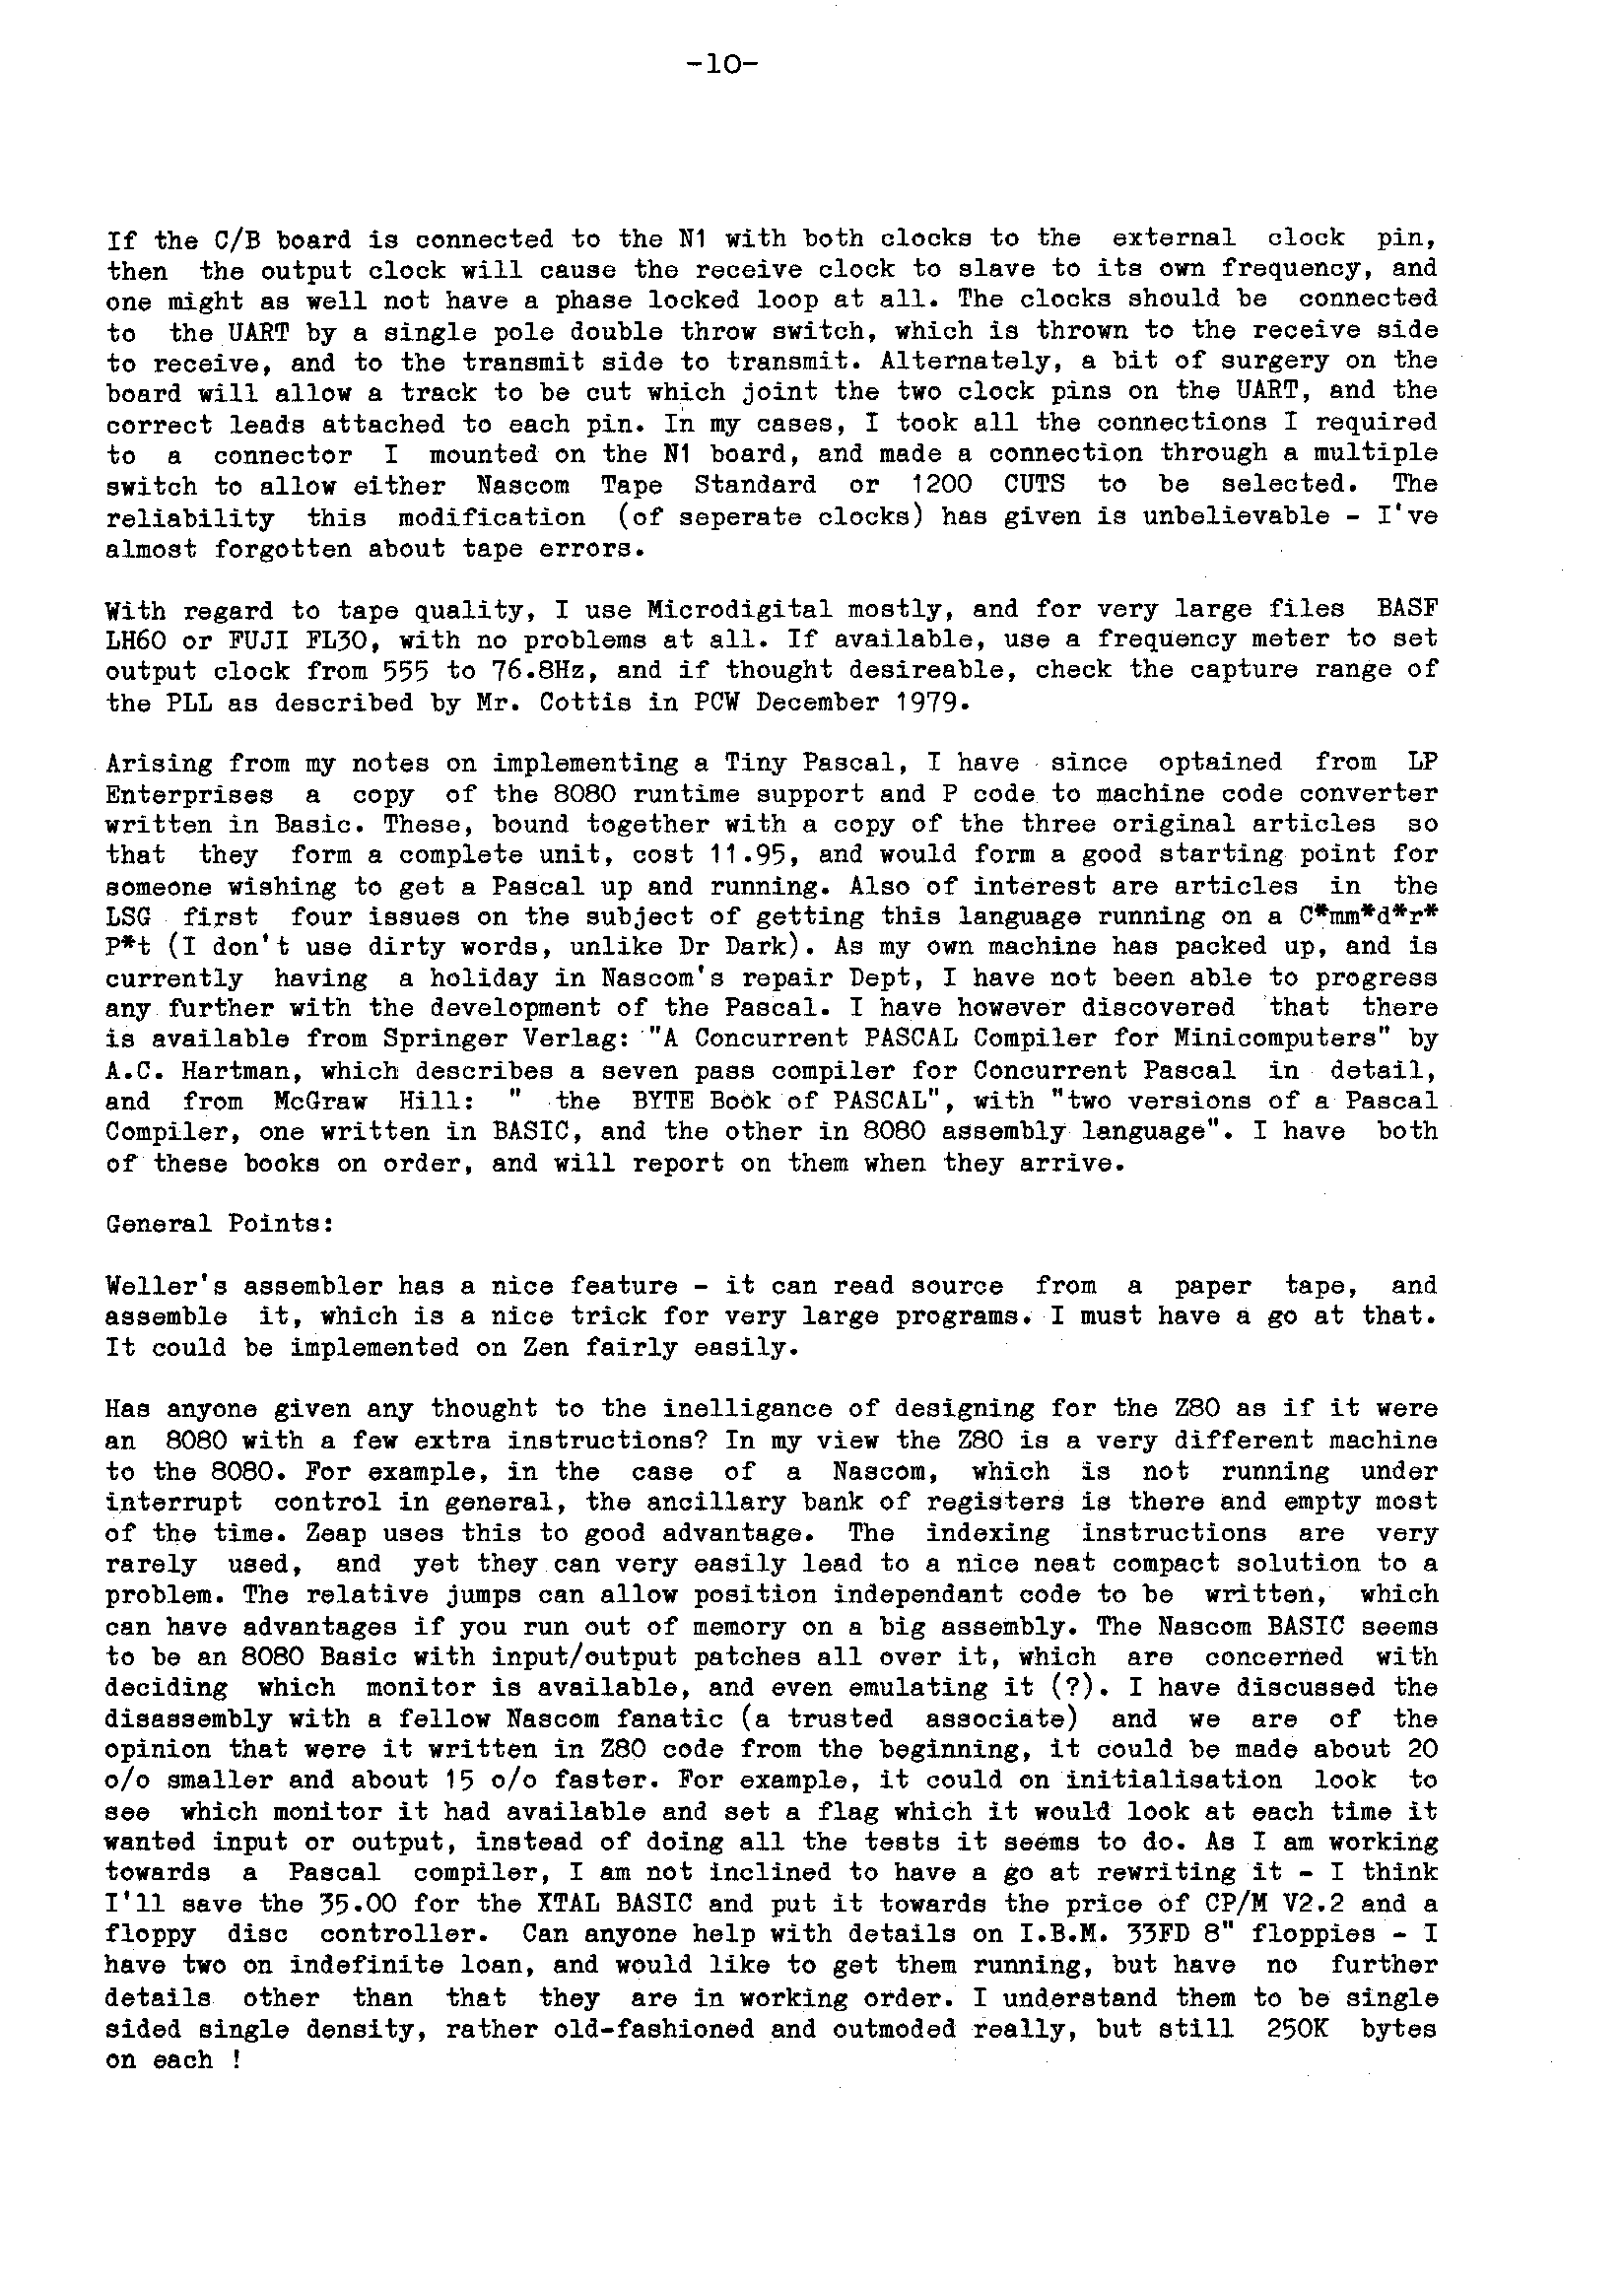 -10-
If the C/B board is connected to the N1 with both clocks to the external clock pin,
then the output clock will cause the receive clock to slave to its own frequency, and
one might as well not have a phase locked loop at all. The clocks should be connected
to the UART by a single pole double throw switch, which is thrown to the receive side
to receive, and to the transmit side to transmit. Alternately, a bit of surgery on the
board will allow a track to be cut which joint the two clock pins on the UART, and the
correct leads attached to each pin. In my cases, I took all the connections I required
to a connector I mounted on the N1 board, and made a connection through a multiple
switch to allow either Nascom Tape Standard or 1200 CUTS to be selected. The
reliability this modification (of seperate clocks) has given is unbelievable - I've
almost forgotten about tape errors.
With regard to tape quality, I use Microdigital mostly, and for very large files BASF
LH60 or FUJI FL30, with no problems at all. If available, use a frequency meter to set
output clock from 555 to 76.8Hz, and if thought desireable, check the capture range of
the PLL as described by Mr. Cottis in PCW December 1979.
Arising from my notes on implementing a Tiny Pascal, I have since optained from LP
Enterprises a copy of the 8080 runtime support and P code to machine code converter
written in Basic. These, bound together with a copy of the three original articles so
that they form a complete unit, cost 11.95, and would form a good starting point for
someone wishing to get a Pascal up and running. Also of interest are articles in the
LSG first four issues on the subject of getting this language running on a C*mm*d*r*
P*t (I don't use dirty words, unlike Dr Dark). As my own machine has packed up, and is
currently having a holiday in Nascom's repair Dept, I have not been able to progress
any further with the development of the Pascal. I have however discovered that there
is available from Springer Verlag: "A Concurrent PASCAL Compiler for Minicomputers" by
A.C. Hartman, which describes a seven pass compiler for Concurrent Pascal in detail,
and from McGraw Hill: " the BYTE Book of PASCAL", with "two versions of a Pascal
Compiler, one written in BASIC, and the other in 8080 assembly language". I have both
of these books on order, and will report on them when they arrive.
General Points:
Weller's assembler has a nice feature - it can read source from a paper tape, and
assemble it, which is a nice trick for very large programs. I must have a go at that.
It could be implemented on Zen fairly easily.
Has anyone given any thought to the inelligance of designing for the Z80 as if it were
an 8080 with a few extra instructions? In my view the Z80 is a very different machine
to the 8080. For example, in the case of a Nascom, which is not running under
interrupt control in general, the ancillary bank of registers is there and empty most
of the time. Zeap uses this to good advantage. The indexing instructions are very
rarely used, and yet they can very easily lead to a nice neat compact solution to a
problem. The relative jumps can allow position independant code to be written, which
can have advantages if you run out of memory on a big assembly. The Nascom BASIC seems
to be an 8080 Basic with input/output patches all over it, which are concerned with
deciding which monitor is available, and even emulating it (?). I have discussed the
disassembly with a fellow Nascom fanatic (a trusted associate) and we are of the
opinion that were it written in Z80 code from the beginning, it could be made about 20
o/o smaller and about 15 o/o faster. For example, it could on initialisation look to
see which monitor it had available and set a flag which it would look at each time it
wanted input or output, instead of doing all the tests it seems to do. As I am working
towards a Pascal compiler, I am not inclined to have a go at rewriting it - I think
I'll save the 35.00 for the XTAL BASIC and put it towards the price of CP/M V2.2 and a
floppy disc controller. Can anyone help with details on I.B.M. 33FD 8" floppies - I
have two on indefinite loan, and would like to get them running, but have no further
details other than that they are in working order. I understand them to be single
sided single density, rather old-fashioned and outmoded really, but still 250K bytes
on each !